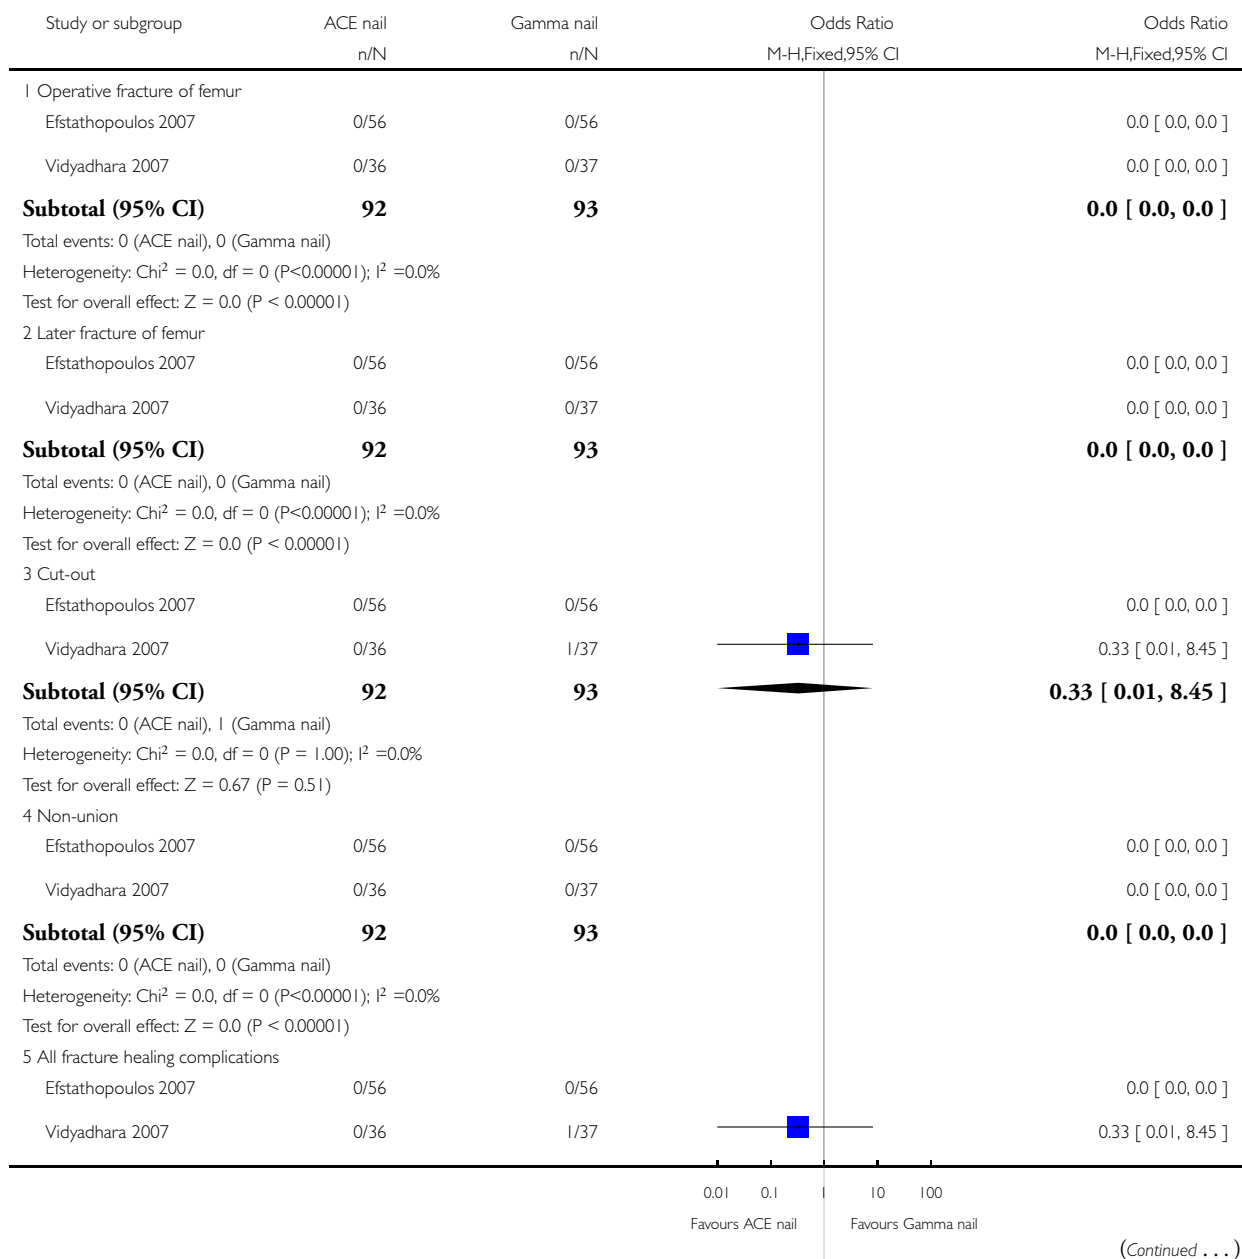 Study or subgroup ACE nail Gamma nail Odds Ratio Odds Ratio
n/N n/N M-H,Fixed,95% CI M-H,Fixed,95% CI
1 Operative fracture of femur
Efstathopoulos 2007 0/56 0/56 0.0 [ 0.0, 0.0 ]
Vidyadhara 2007 0/36 0/37 0.0 [ 0.0, 0.0 ]
Subtotal (95% CI) 92 93 0.0 [ 0.0, 0.0 ]
Total events: 0 (ACE nail), 0 (Gamma nail)
Heterogeneity: Chi² = 0.0, df = 0 (P<0.00001); I² =0.0%
Test for overall effect: Z = 0.0 (P < 0.00001)
2 Later fracture of femur
Efstathopoulos 2007 0/56 0/56 0.0 [ 0.0, 0.0 ]
Vidyadhara 2007 0/36 0/37 0.0 [ 0.0, 0.0 ]
Subtotal (95% CI) 92 93 0.0 [ 0.0, 0.0 ]
Total events: 0 (ACE nail), 0 (Gamma nail)
Heterogeneity: Chi² = 0.0, df = 0 (P<0.00001); I² =0.0%
Test for overall effect: Z = 0.0 (P < 0.00001)
3 Cut-out
Efstathopoulos 2007 0/56 0/56 0.0 [ 0.0, 0.0 ]
Vidyadhara 2007 0/36 1/37 0.33 [ 0.01, 8.45 ]
Subtotal (95% CI) 92 93 0.33 [ 0.01, 8.45 ]
Total events: 0 (ACE nail), 1 (Gamma nail)
Heterogeneity: Chi² = 0.0, df = 0 (P = 1.00); I² =0.0%
Test for overall effect: Z = 0.67 (P = 0.51)
4 Non-union
Efstathopoulos 2007 0/56 0/56 0.0 [ 0.0, 0.0 ]
Vidyadhara 2007 0/36 0/37 0.0 [ 0.0, 0.0 ]
Subtotal (95% CI) 92 93 0.0 [ 0.0, 0.0 ]
Total events: 0 (ACE nail), 0 (Gamma nail)
Heterogeneity: Chi² = 0.0, df = 0 (P<0.00001); I² =0.0%
Test for overall effect: Z = 0.0 (P < 0.00001)
5 All fracture healing complications
Efstathopoulos 2007 0/56 0/56 0.0 [ 0.0, 0.0 ]
Vidyadhara 2007 0/36 1/37 0.33 [ 0.01, 8.45 ]
0.01 0.1 1 10 100
Favours ACE nail Favours Gamma nail
(Continued . . . )